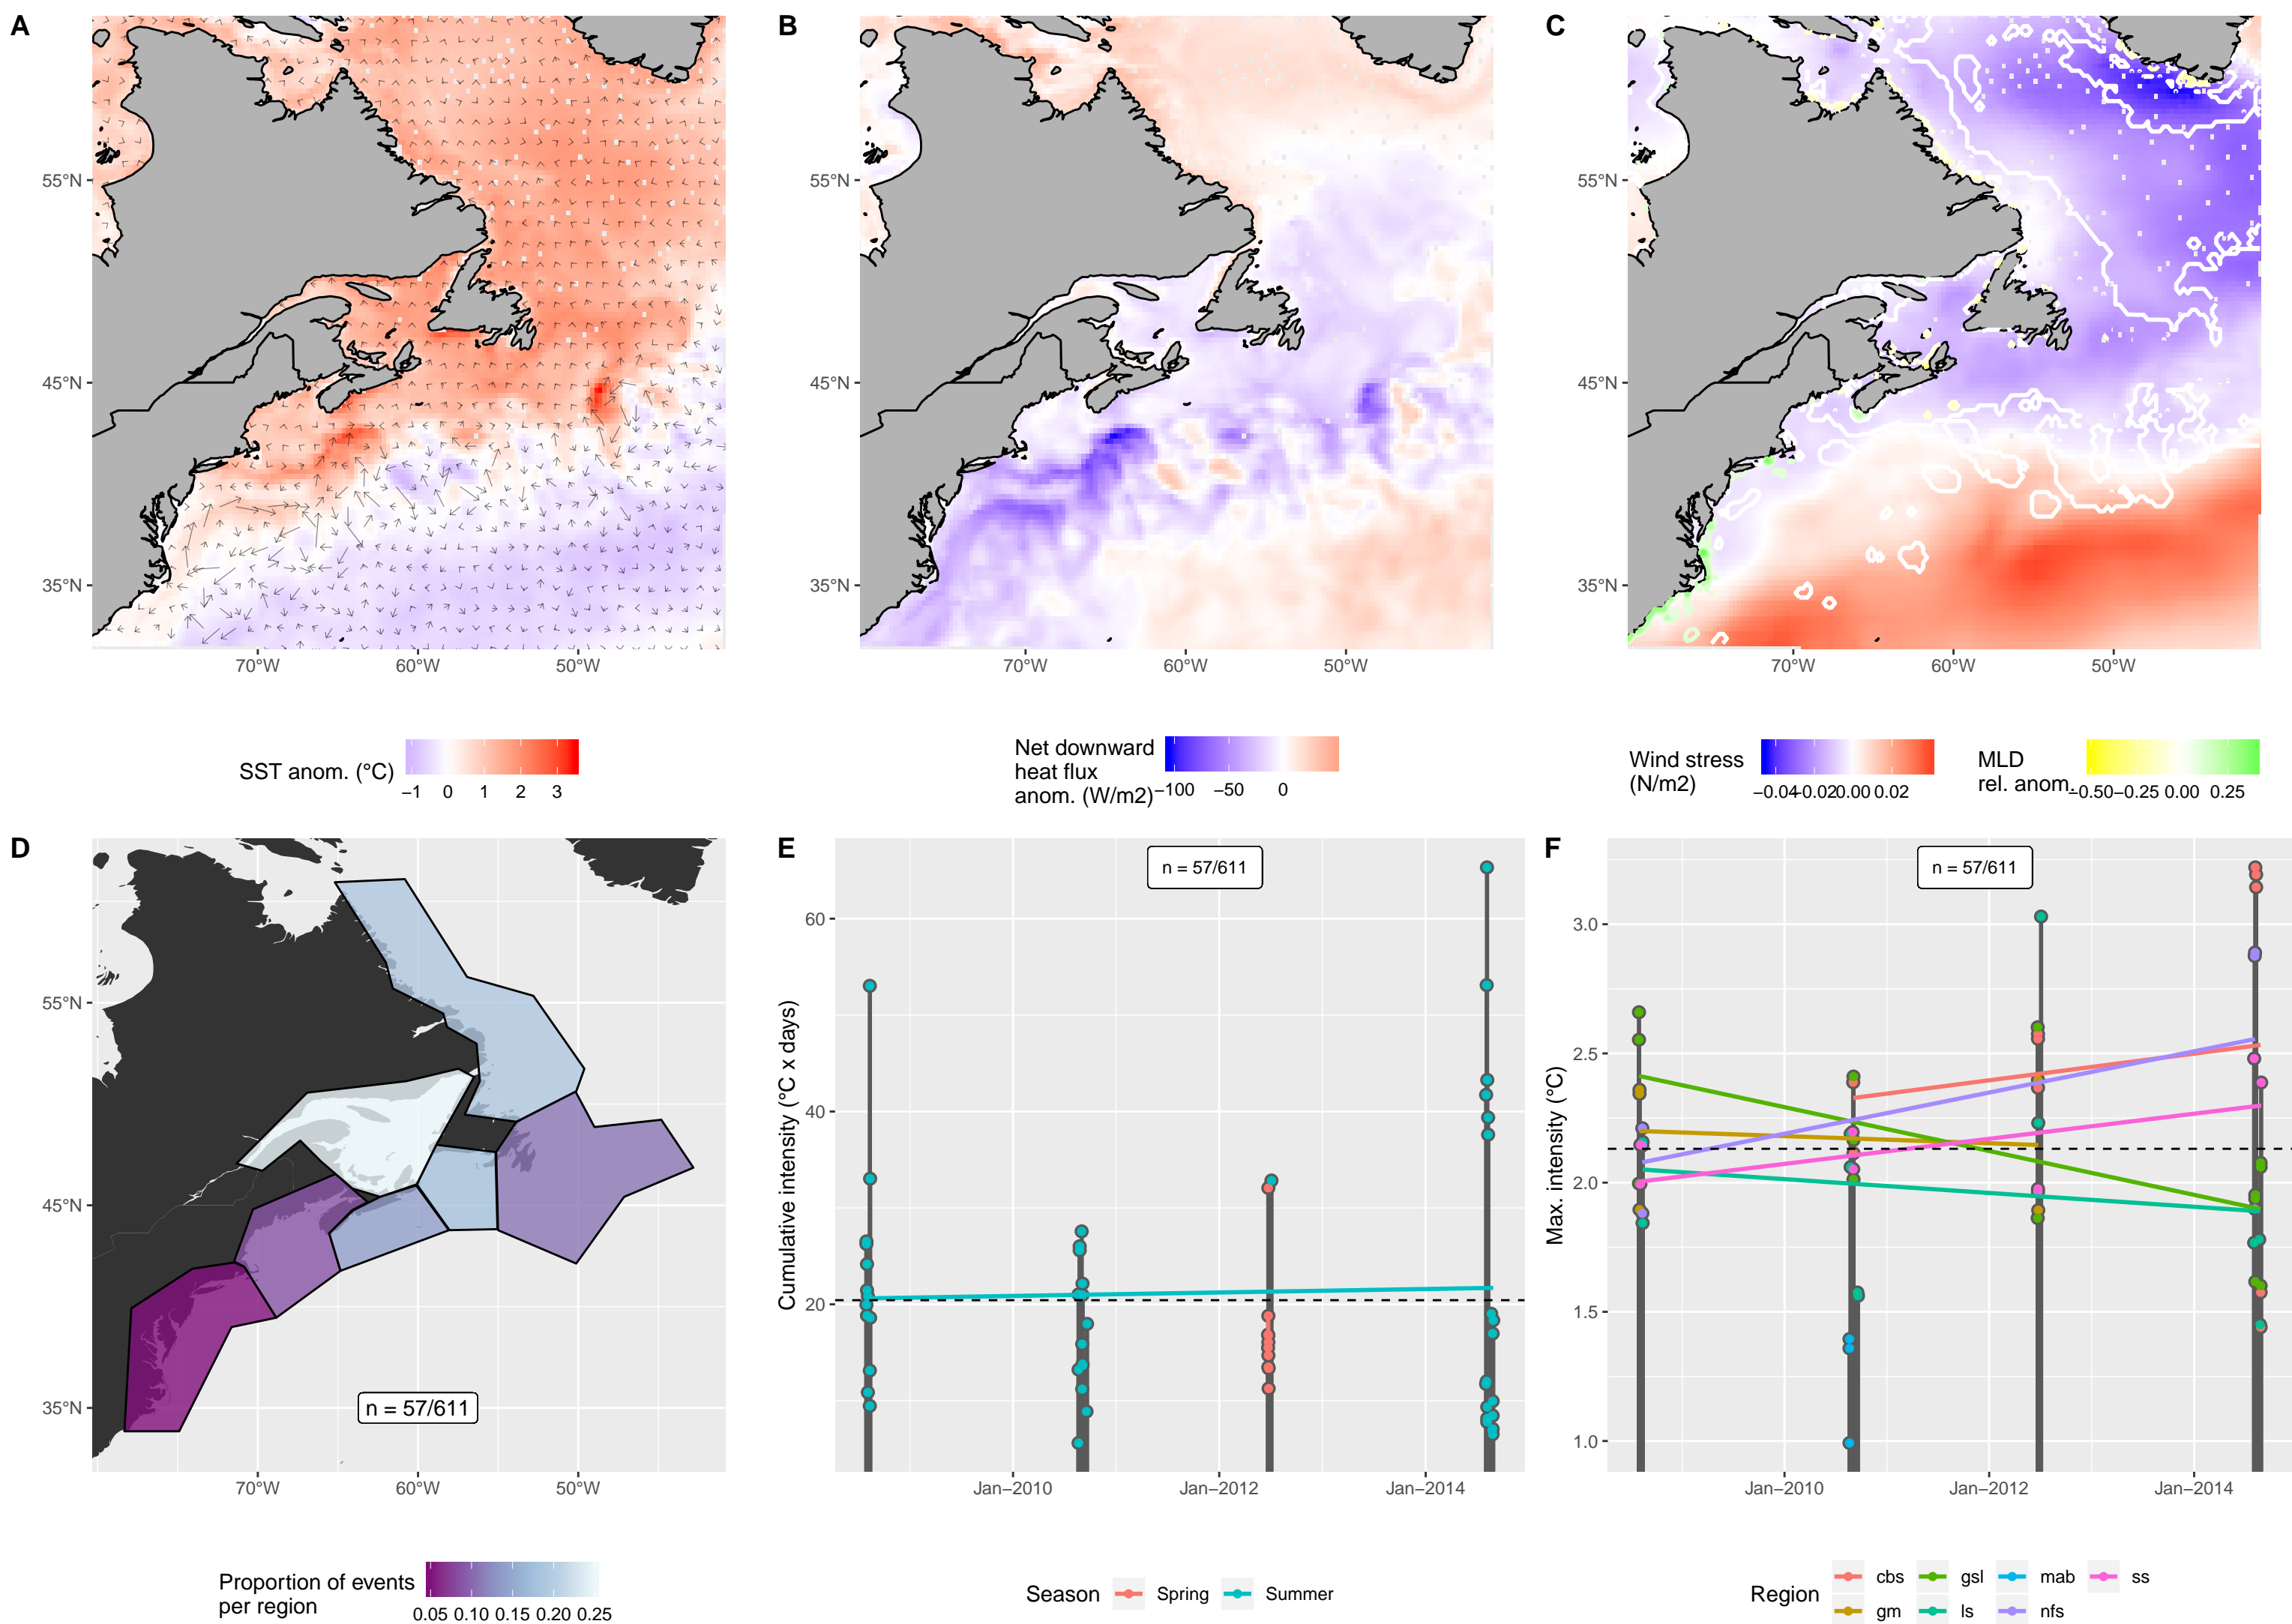 A
B
C
55°N
45°N
35°N
70°W
60°W
50°W
55°N
45°N
35°N
70°W
60°W
50°W
55°N
45°N
35°N
70°W
60°W
50°W
SST anom. (°C)
−1 0 1 2 3
Net downward
heat flux
anom. (W/m2)
−100 −50 0
Wind stress
(N/m2)
−0.04 −0.02 0.00 0.02
MLD
rel. anom.
−0.50 −0.25 0.00 0.25
D
E
F
55°N
45°N
35°N
n = 57/611
70°W
60°W
50°W
Proportion of events
per region
0.05 0.10 0.15 0.20 0.25
n = 57/611
Cumulative intensity (°C x days)
60
40
20
Jan−2010
Jan−2012
Jan−2014
Season Spring Summer
n = 57/611
Max. intensity (°C)
3.0
2.5
2.0
1.5
1.0
Jan−2010
Jan−2012
Jan−2014
Region
cbs gsl mab ss
gm ls nfs